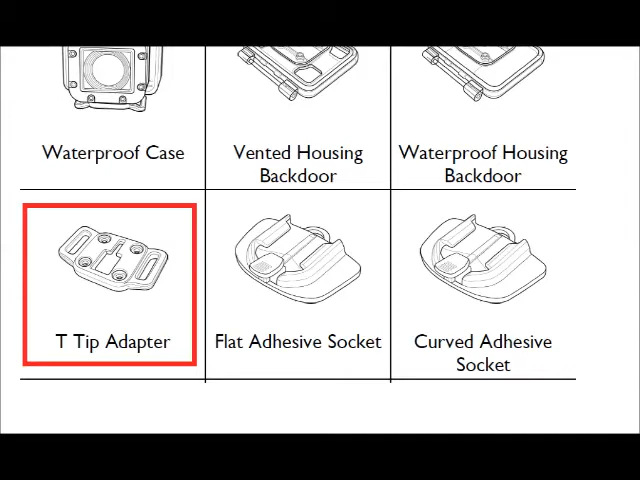 Waterproof Case
Vented Housing
Backdoor
Waterproof Housing
Backdoor
T Tip Adapter
Flat Adhesive Socket
Curved Adhesive
Socket